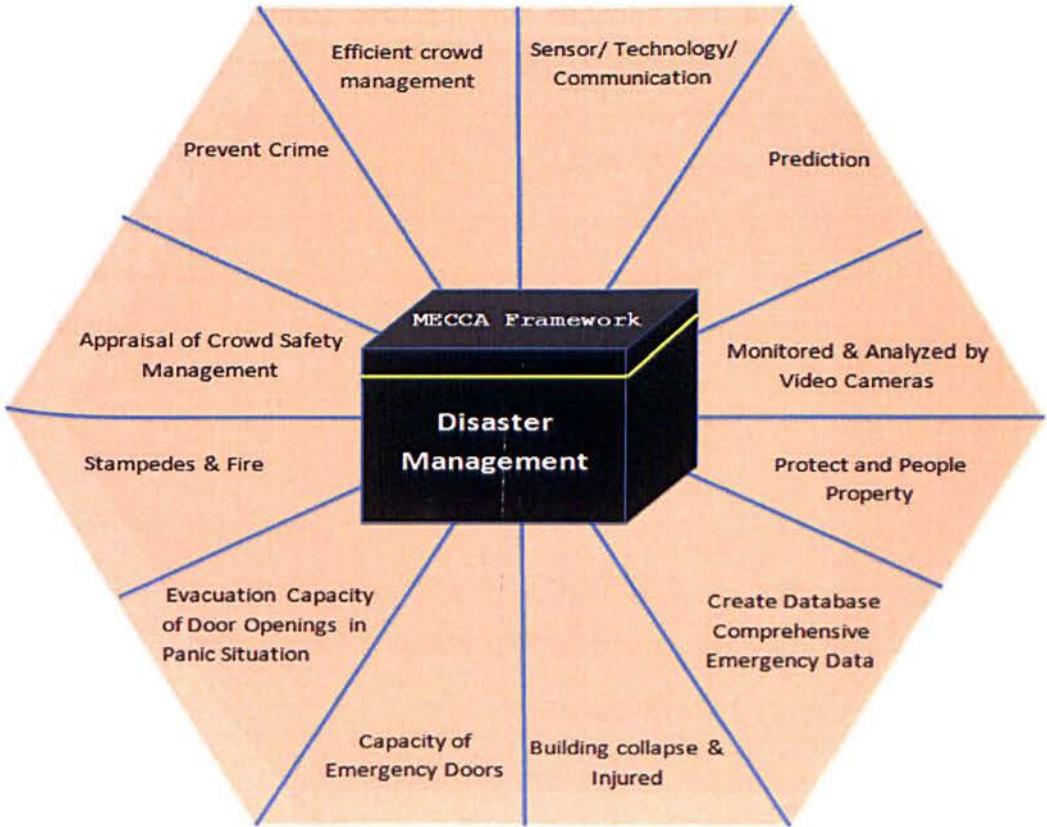 Efficient crowd
management
Sensor/ Technology/
Communication
Prevent Crime
Prediction
MECCA Framework
Appraisal of Crowd Safety
Management
Monitored & Analyzed by
Video Cameras
Disaster
Management
Stampedes & Fire
Protect and People
Property
Evacuation Capacity
of Door Openings in
Panic Situation
Create Database
Comprehensive
Emergency Data
Capacity of
Emergency Doors
Building collapse &
Injured